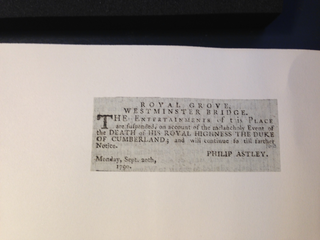 ROYAL GROVE,
WESTMINSTER BRIDGE.
THE ENTERTAINMENTS of this PLACE
are suspended, on account of the melancholy Event of
the DEATH of HIS ROYAL HIGHNESS THE DUKE
OF CUMBERLAND; and will continue so till farther
Notice.
PHILIP ASTLEY.
Monday, Sept. 20th,
1790.